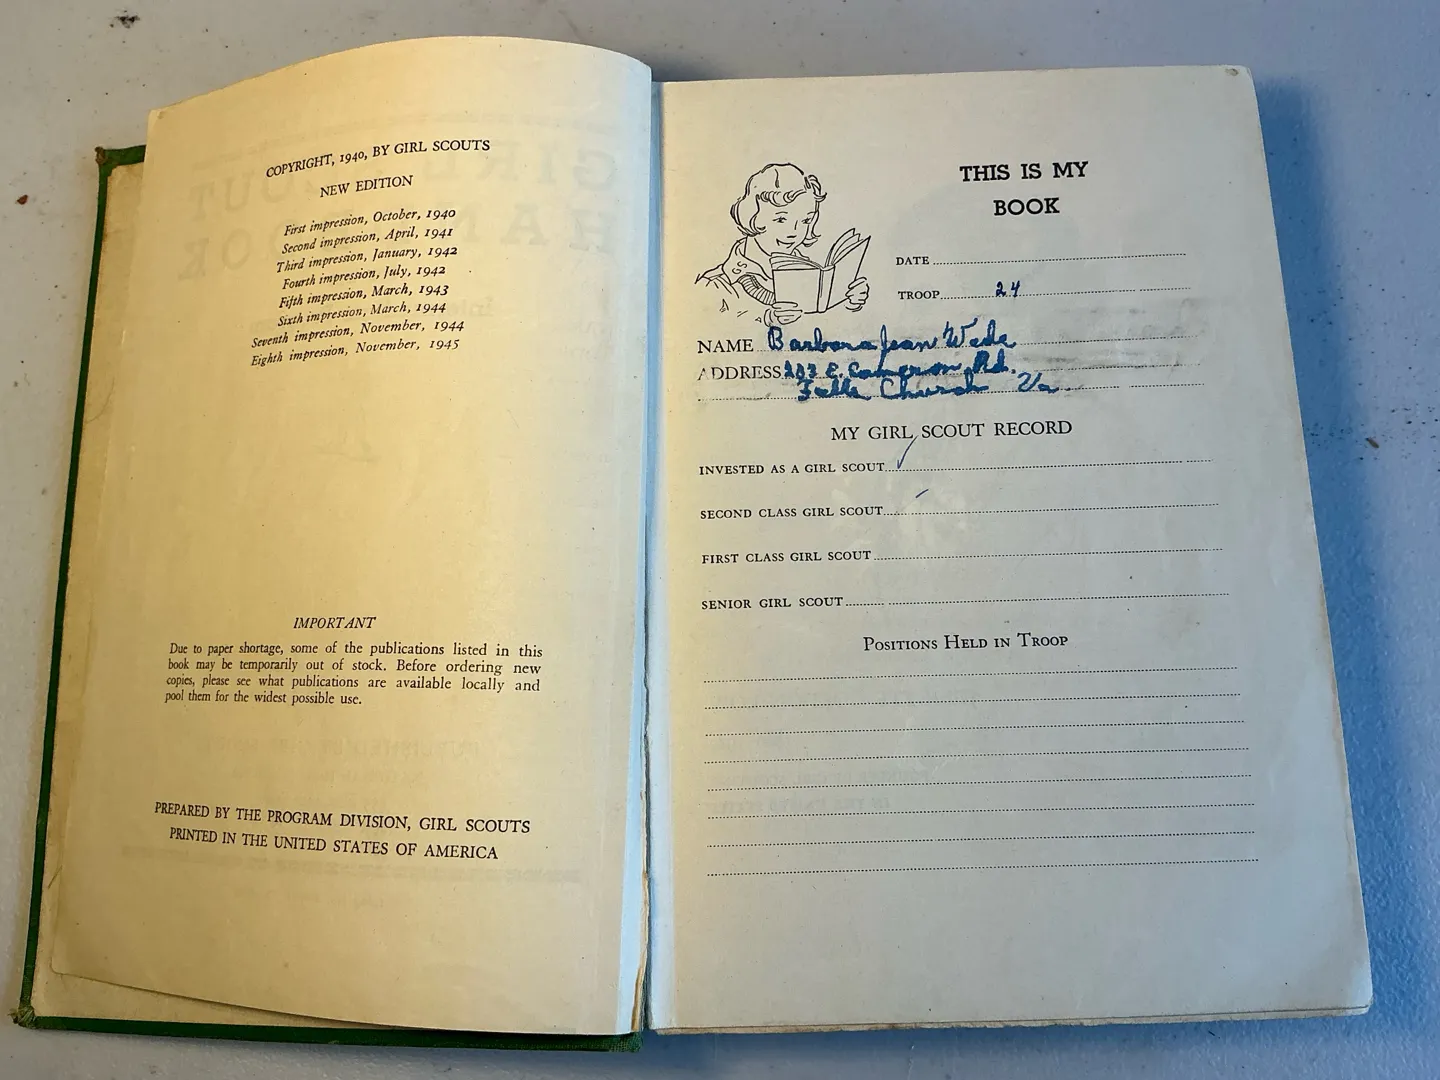 COPYRIGHT, 1940, BY GIRL SCOUTS
NEW EDITION
First impression, October, 1940
Second impression, April, 1941
Third impression, January, 1942
Fourth impression, July, 1942
Fifth impression, March, 1943
Sixth impression, March, 1944
Seventh impression, November, 1944
Eighth impression, November, 1945
IMPORTANT
Due to paper shortage, some of the publications listed in this
book may be temporarily out of stock. Before ordering new
copies, please see what publications are available locally and
pool them for the widest possible use.
PREPARED BY THE PROGRAM DIVISION, GIRL SCOUTS
PRINTED IN THE UNITED STATES OF AMERICA
THIS IS MY
BOOK
DATE
TROOP 24
NAME Barbara Jean Wede
ADDRESS E. Cameron Rd.
Falls Church Va.
MY GIRL SCOUT RECORD
INVESTED AS A GIRL SCOUT
SECOND CLASS GIRL SCOUT
FIRST CLASS GIRL SCOUT
SENIOR GIRL SCOUT
POSITIONS HELD IN TROOP